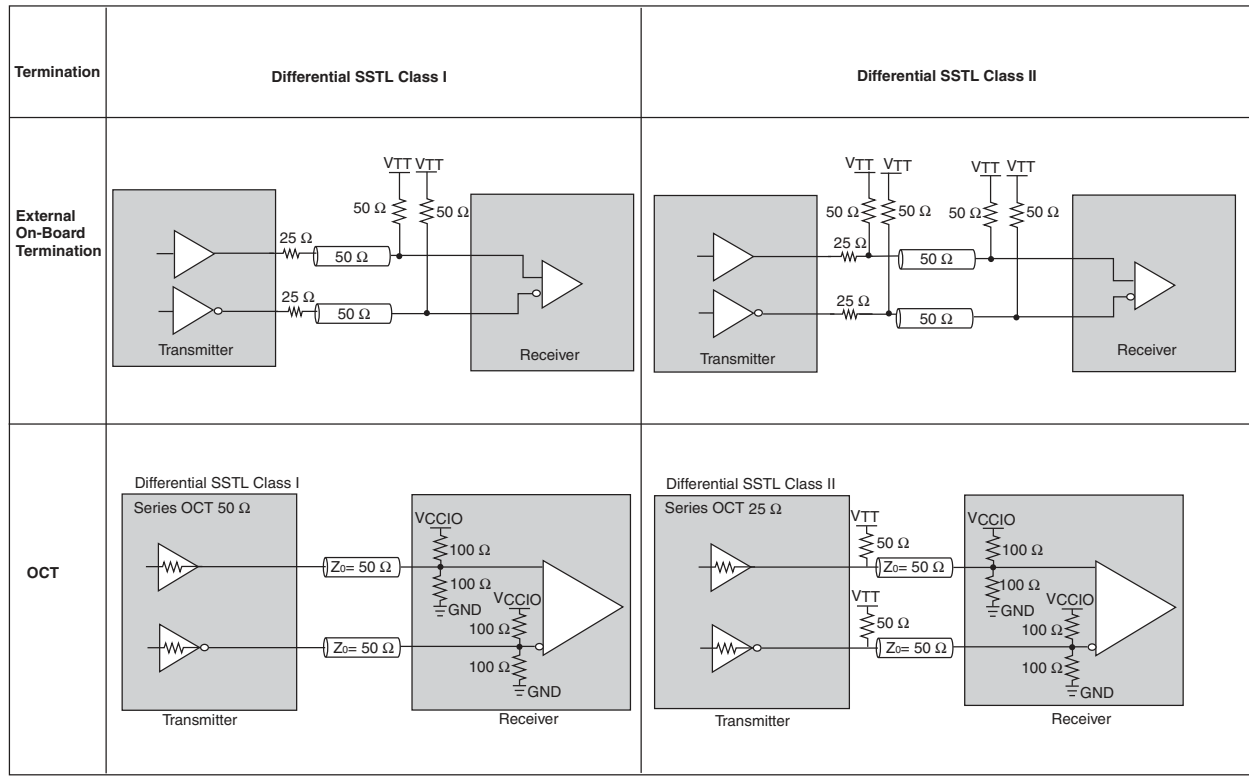 Termination
Differential SSTL Class I
Differential SSTL Class II
External
On-Board
Termination
VTT VTT
50 Ω 50 Ω
25 Ω
50 Ω
25 Ω
50 Ω
Transmitter
Receiver
VTT VTT
VTT VTT
50 Ω 50 Ω
50 Ω 50 Ω
25 Ω
50 Ω
25 Ω
50 Ω
Transmitter
Receiver
OCT
Differential SSTL Class I
Series OCT 50 Ω
VCCIO
100 Ω
Z0= 50 Ω
100 Ω
GND
VCCIO
100 Ω
Z0= 50 Ω
100 Ω
GND
Transmitter
Receiver
Differential SSTL Class II
Series OCT 25 Ω
VTT
50 Ω
Z0= 50 Ω
VTT
50 Ω
Z0= 50 Ω
VCCIO
100 Ω
100 Ω
GND
VCCIO
100 Ω
100 Ω
GND
Transmitter
Receiver